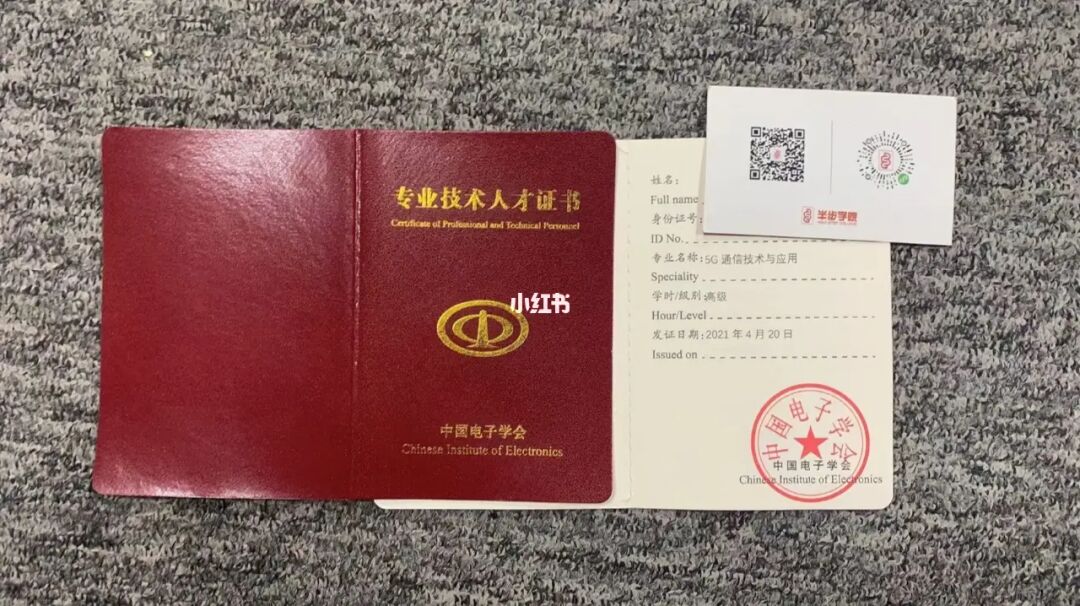 专业技术人才证书
Certificate of Professional and Technical Personnel
小红书
中国电子学会
Chinese Institute of Electronics
半步学院
姓名:
Full name
身份证号:
ID No.
专业名称:5G 通信技术与应用
Speciality
学时/级别:高级
Hour/Level
发证日期:2021 年 4 月 20 日
Issued on
中国电子学会
中国电子学会
Chinese Institute of Electronics